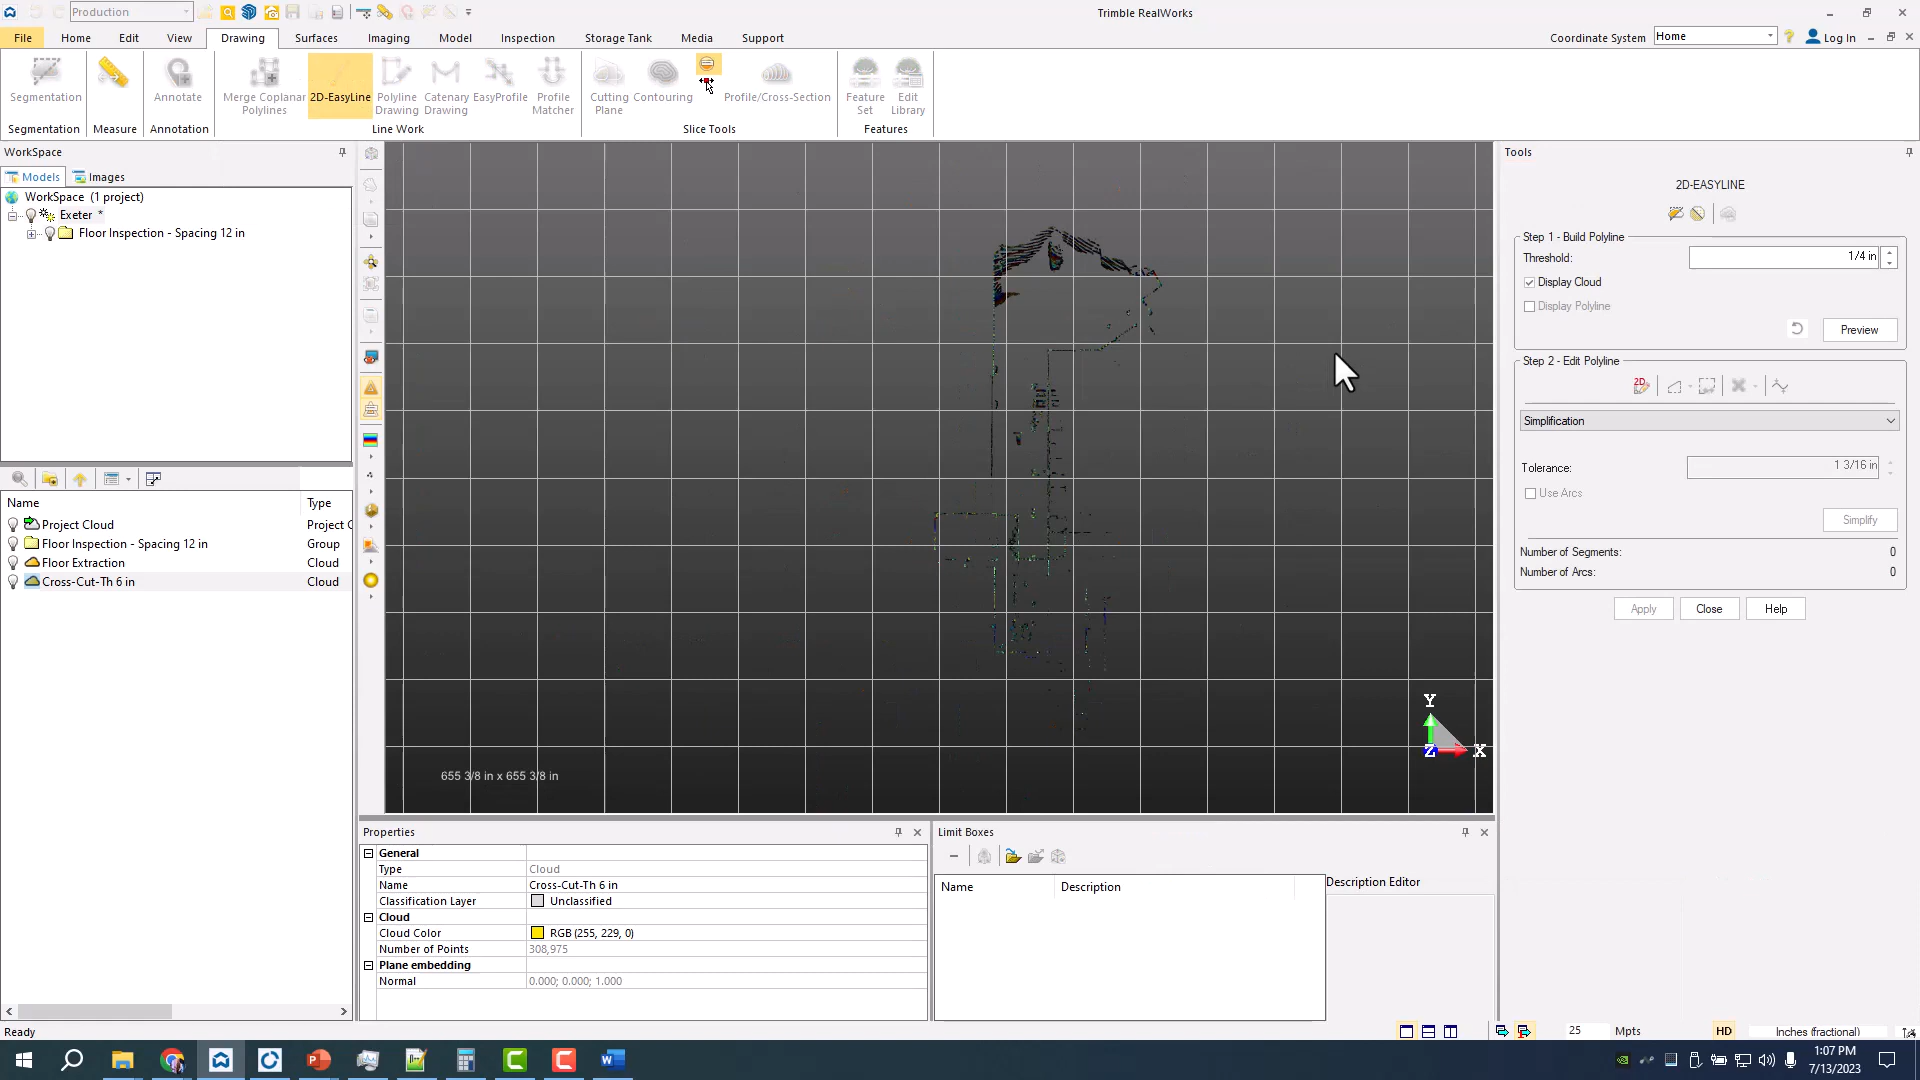 Production
Trimble RealWorks
File
Home
Edit
View
Drawing
Surfaces
Imaging
Model
Inspection
Storage Tank
Media
Support
Coordinate System
Home
Log In
Segmentation
Annotate
Merge Coplanar
Polylines
2D-EasyLine
Polyline
Drawing
Catenary
Drawing
EasyProfile
Profile
Matcher
Cutting
Plane
Contouring
Profile/Cross-Section
Feature
Set
Edit
Library
Segmentation
Measure
Annotation
Line Work
Slice Tools
Features
WorkSpace
Models
Images
WorkSpace (1 project)
Exeter *
Floor Inspection - Spacing 12 in
Name
Type
Project Cloud
Project C
Floor Inspection - Spacing 12 in
Group
Floor Extraction
Cloud
Cross-Cut-Th 6 in
Cloud
655 3/8 in x 655 3/8 in
Y
Z
X
Tools
2D-EASYLINE
Step 1 - Build Polyline
Threshold:
1/4 in
Display Cloud
Display Polyline
Preview
Step 2 - Edit Polyline
2D
Simplification
Tolerance:
1 3/16 in
Use Arcs
Simplify
Number of Segments:
0
Number of Arcs:
0
Apply
Close
Help
Properties
General
Type
Cloud
Name
Cross-Cut-Th 6 in
Classification Layer
Unclassified
Cloud
Cloud Color
RGB (255, 229, 0)
Number of Points
308,975
Plane embedding
Normal
0.000; 0.000; 1.000
Limit Boxes
Name
Description
Description Editor
Ready
25
Mpts
HD
Inches (fractional)
1:07 PM
7/13/2023